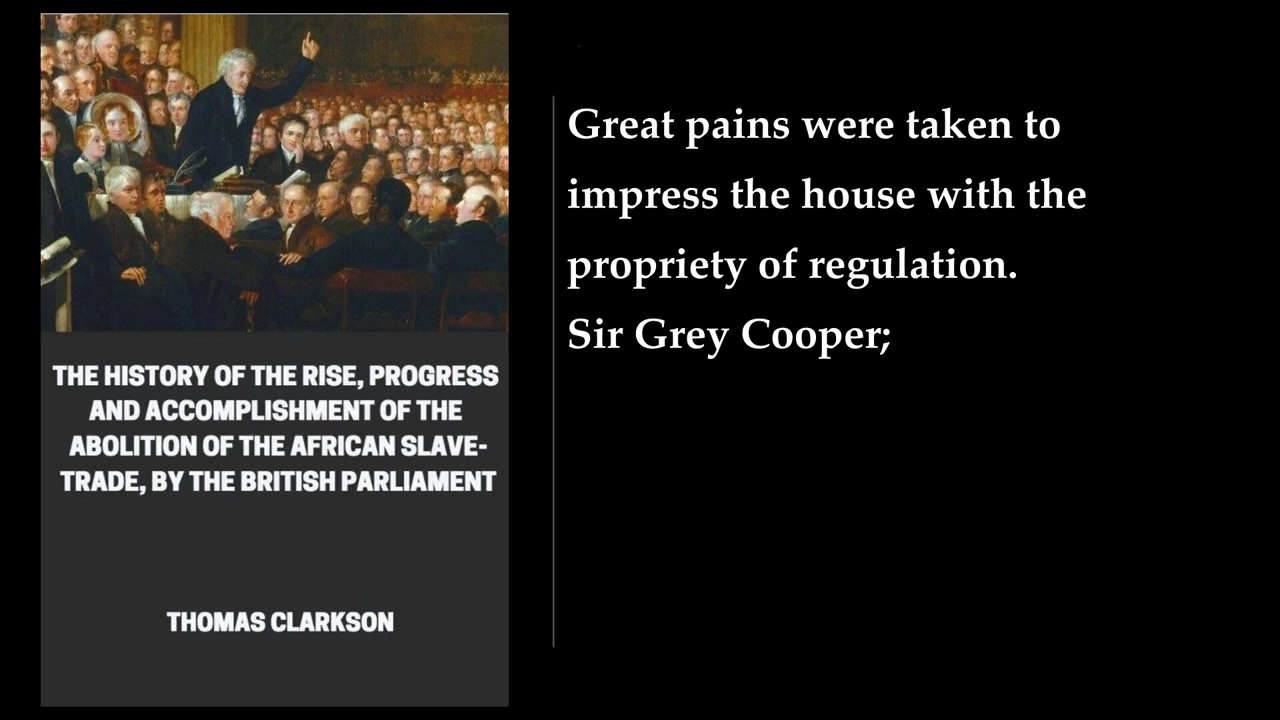 THE HISTORY OF THE RISE, PROGRESS
AND ACCOMPLISHMENT OF THE
ABOLITION OF THE AFRICAN SLAVE-
TRADE, BY THE BRITISH PARLIAMENT
THOMAS CLARKSON
Great pains were taken to
impress the house with the
propriety of regulation.
Sir Grey Cooper;